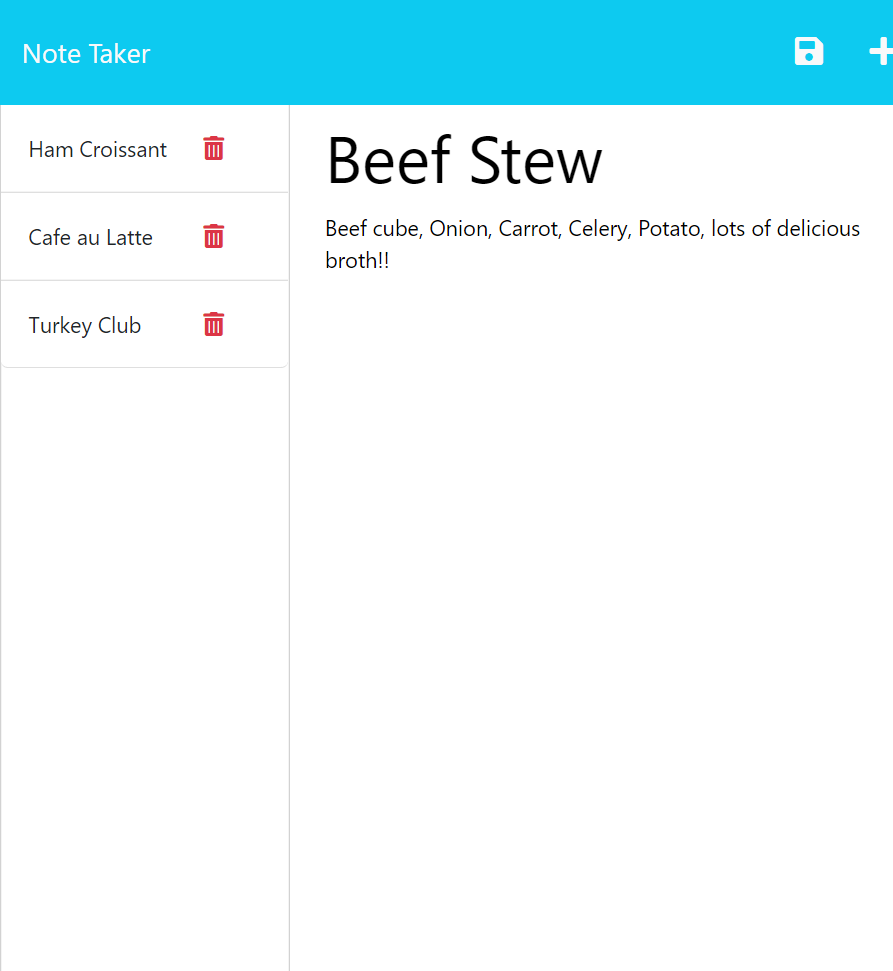 Note Taker
Ham Croissant
Cafe au Latte
Turkey Club
Beef Stew
Beef cube, Onion, Carrot, Celery, Potato, lots of delicious
broth!!